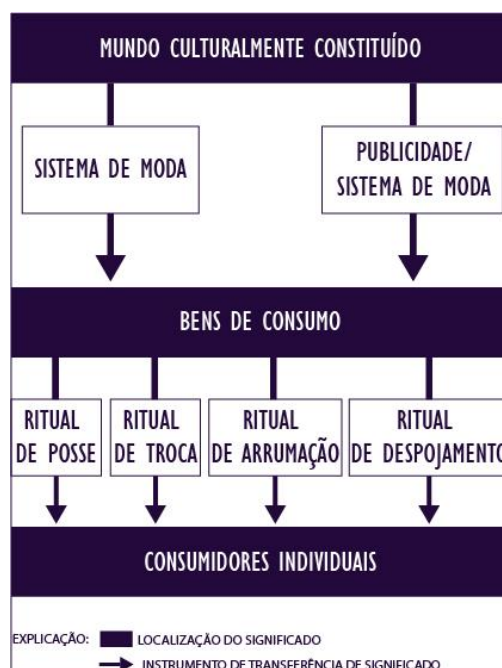 MUNDO CULTURALMENTE CONSTITUÍDO
SISTEMA DE MODA
PUBLICIDADE/
SISTEMA DE MODA
BENS DE CONSUMO
RITUAL
DE POSSE
RITUAL
DE TROCA
RITUAL
DE ARRUMAÇÃO
RITUAL
DE DESPOJAMENTO
CONSUMIDORES INDIVIDUAIS
EXPLICAÇÃO: LOCALIZAÇÃO DO SIGNIFICADO
INSTRUMENTO DE TRANSFERÊNCIA DE SIGNIFICADO